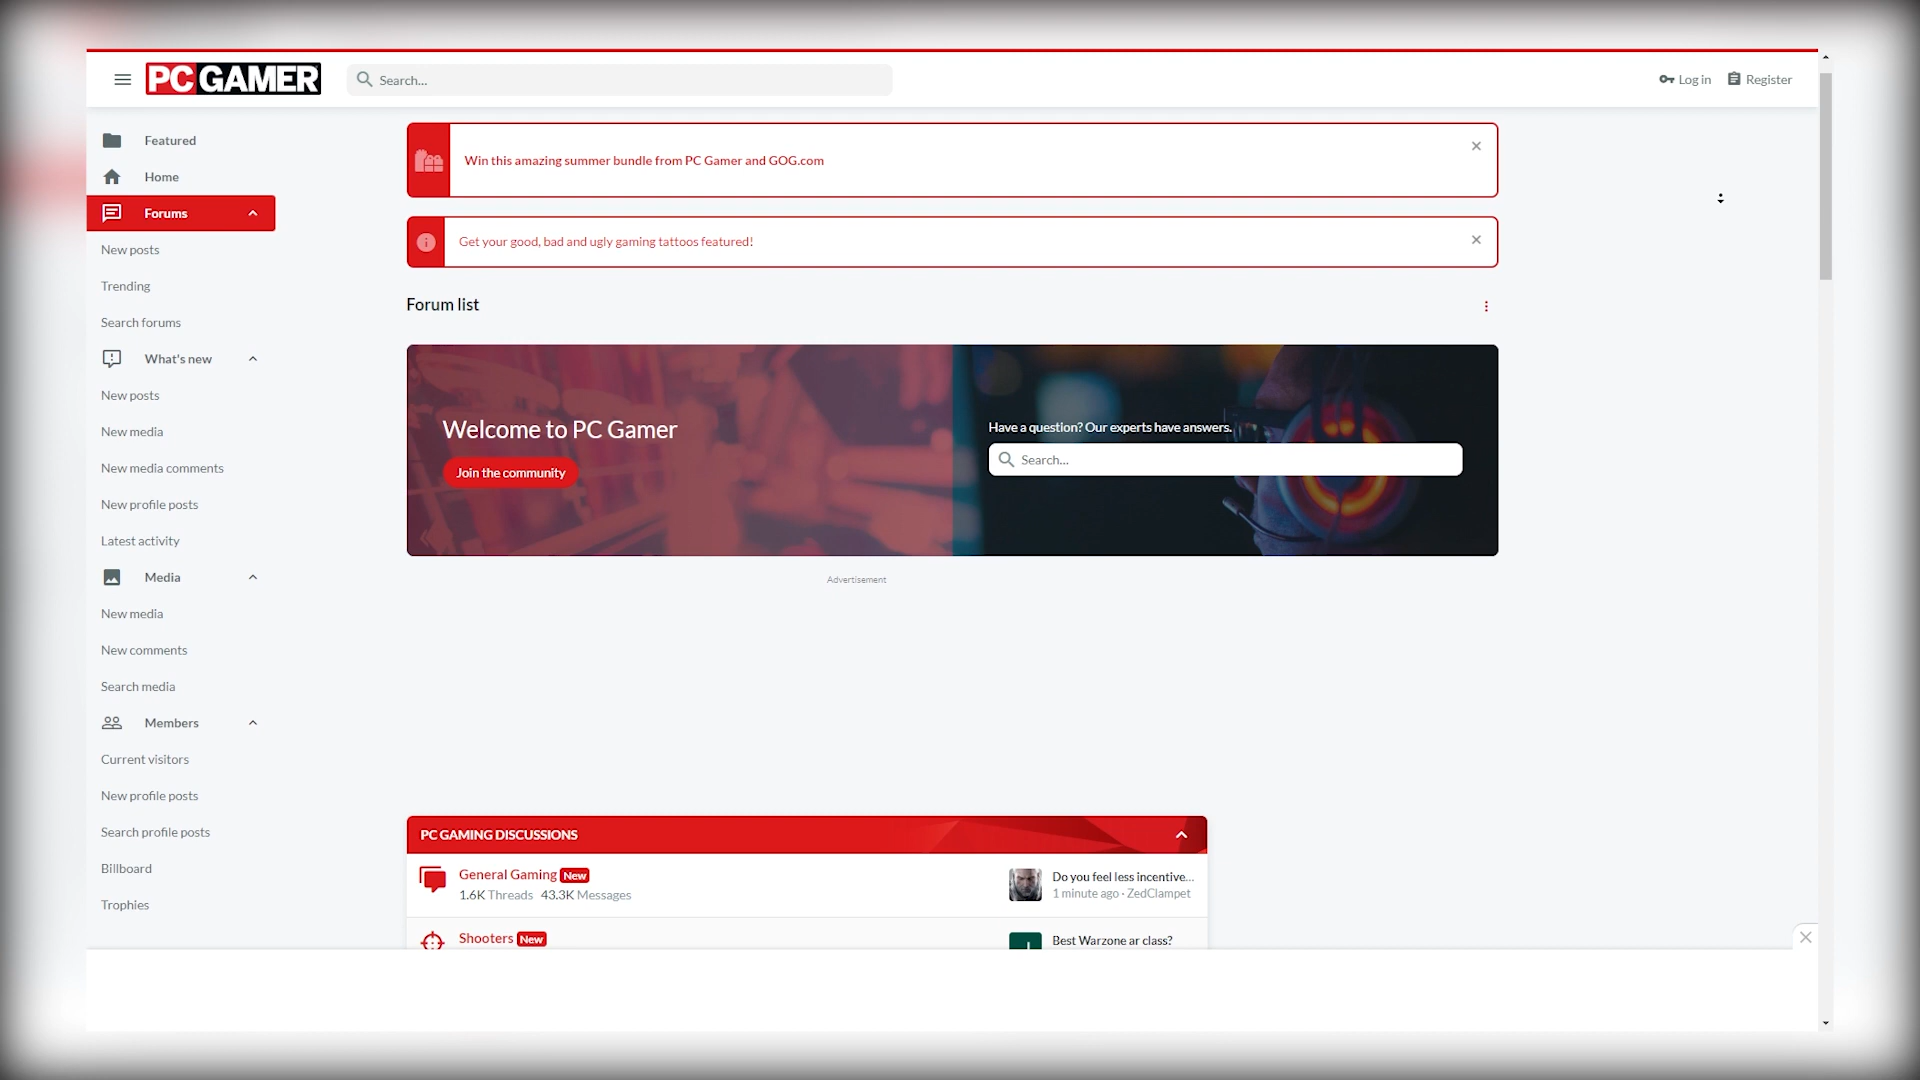 PC GAMER
Search...
Log in
Register
Featured
Home
Forums
New posts
Trending
Search forums
What's new
New posts
New media
New media comments
New profile posts
Latest activity
Media
New media
New comments
Search media
Members
Current visitors
New profile posts
Search profile posts
Billboard
Trophies
Win this amazing summer bundle from PC Gamer and GOG.com
Get your good, bad and ugly gaming tattoos featured!
Forum list
Welcome to PC Gamer
Join the community
Have a question? Our experts have answers.
Search...
Advertisement
PC GAMING DISCUSSIONS
General Gaming New
1.6K Threads 43.3K Messages
Do you feel less incentive...
1 minute ago · ZedClampet
Shooters New
Best Warzone ar class?